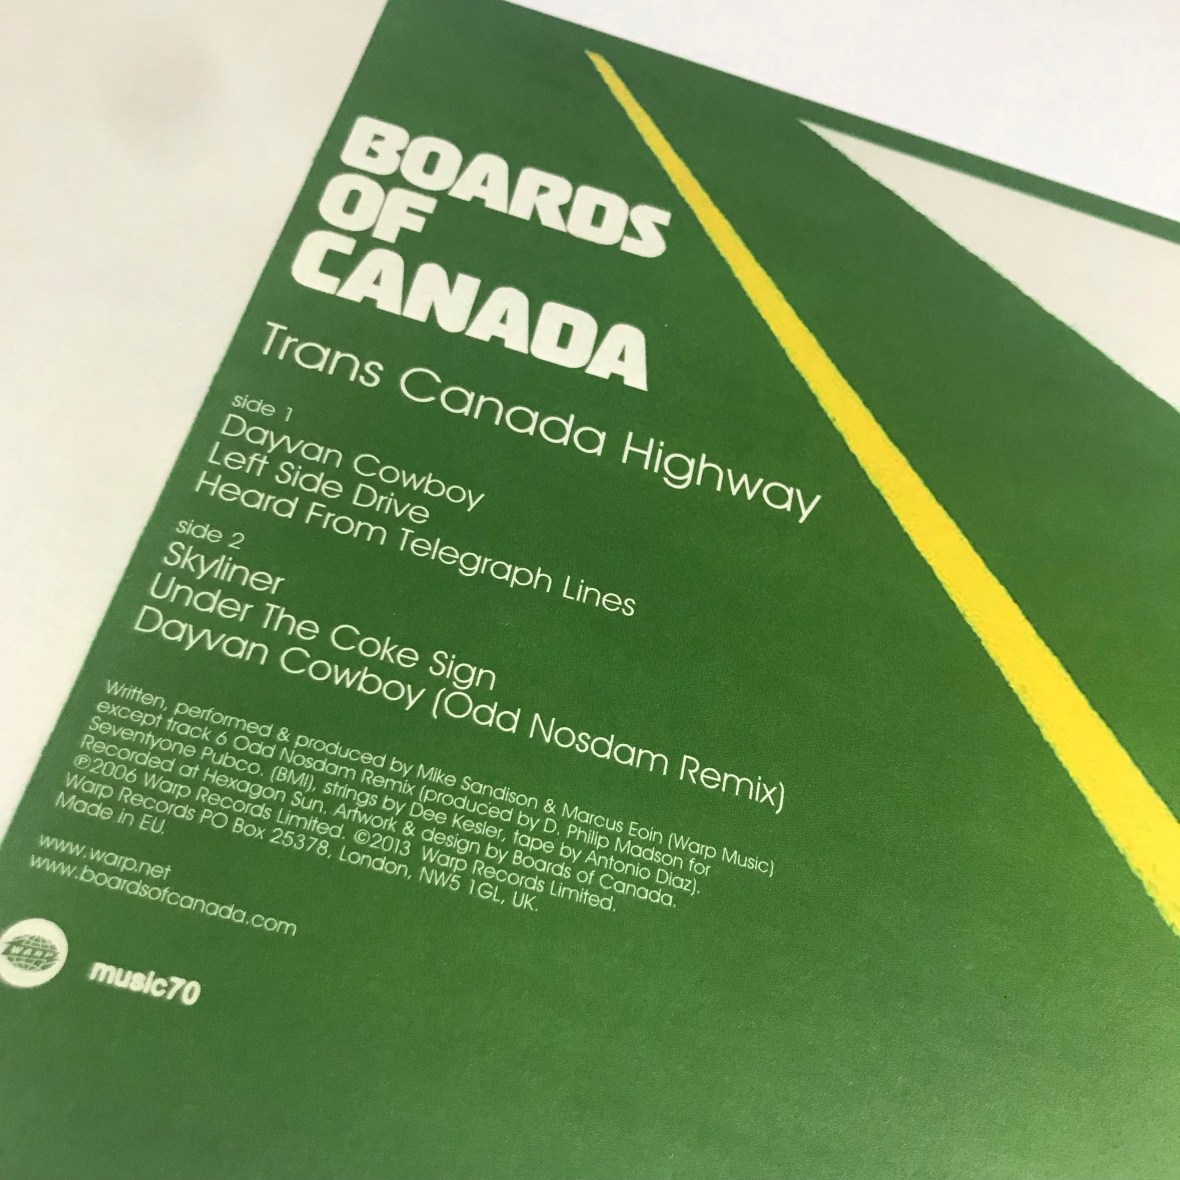 BOARDS
OF
CANADA
Trans Canada Highway
side 1
Dayvan Cowboy
Left Side Drive
Heard From Telegraph Lines
side 2
Skyliner
Under The Coke Sign
Dayvan Cowboy (Odd Nosdam Remix)
Written, performed & produced by Mike Sandison & Marcus Eoin (Warp Music)
except track 6 Odd Nosdam Remix (produced by D. Philip Madson for
Seventyone Pubco. (BMI), strings by Dee Kesler, tape by Antonio Diaz).
Recorded at Hexagon Sun. Artwork & design by Boards of Canada.
℗2006 Warp Records Limited. ©2013 Warp Records Limited.
Warp Records PO Box 25378, London, NW5 1GL, UK.
Made in EU.
www.warp.net
www.boardsofcanada.com
WARP
music70